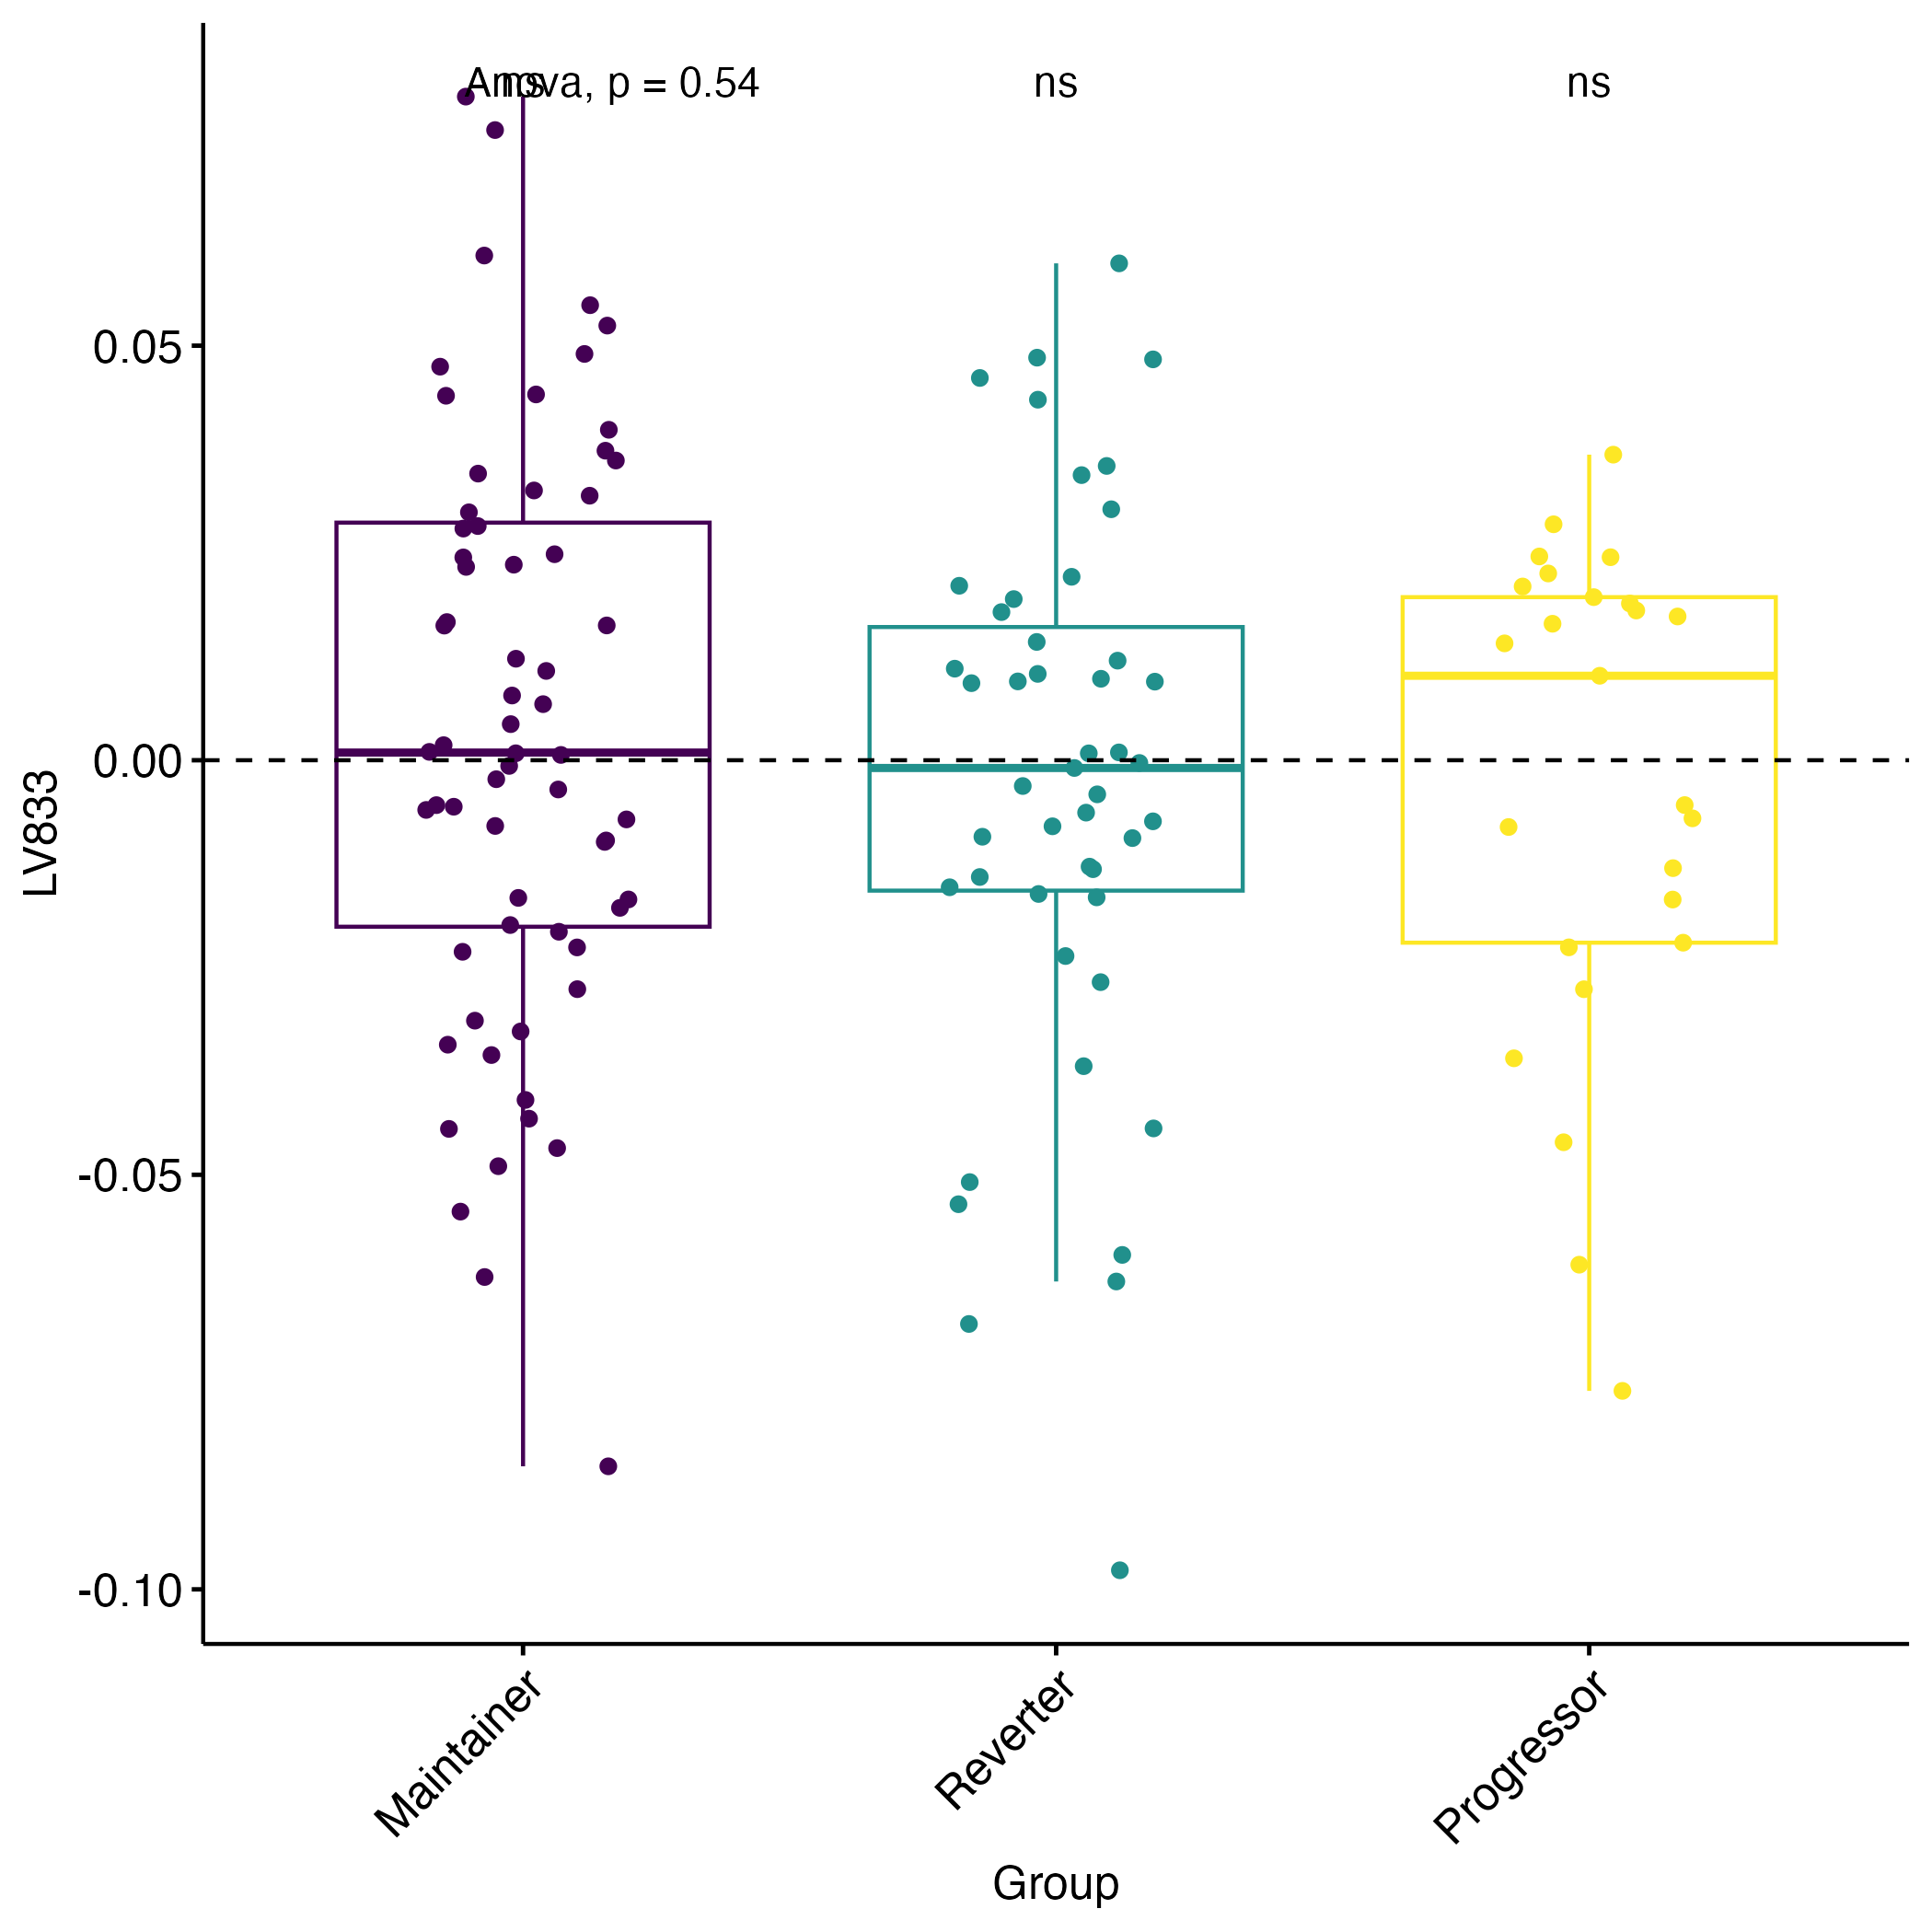 Anova, p = 0.54
ns
ns
ns
0.05
0.00
-0.05
-0.10
LV833
Maintainer
Reverter
Progressor
Group